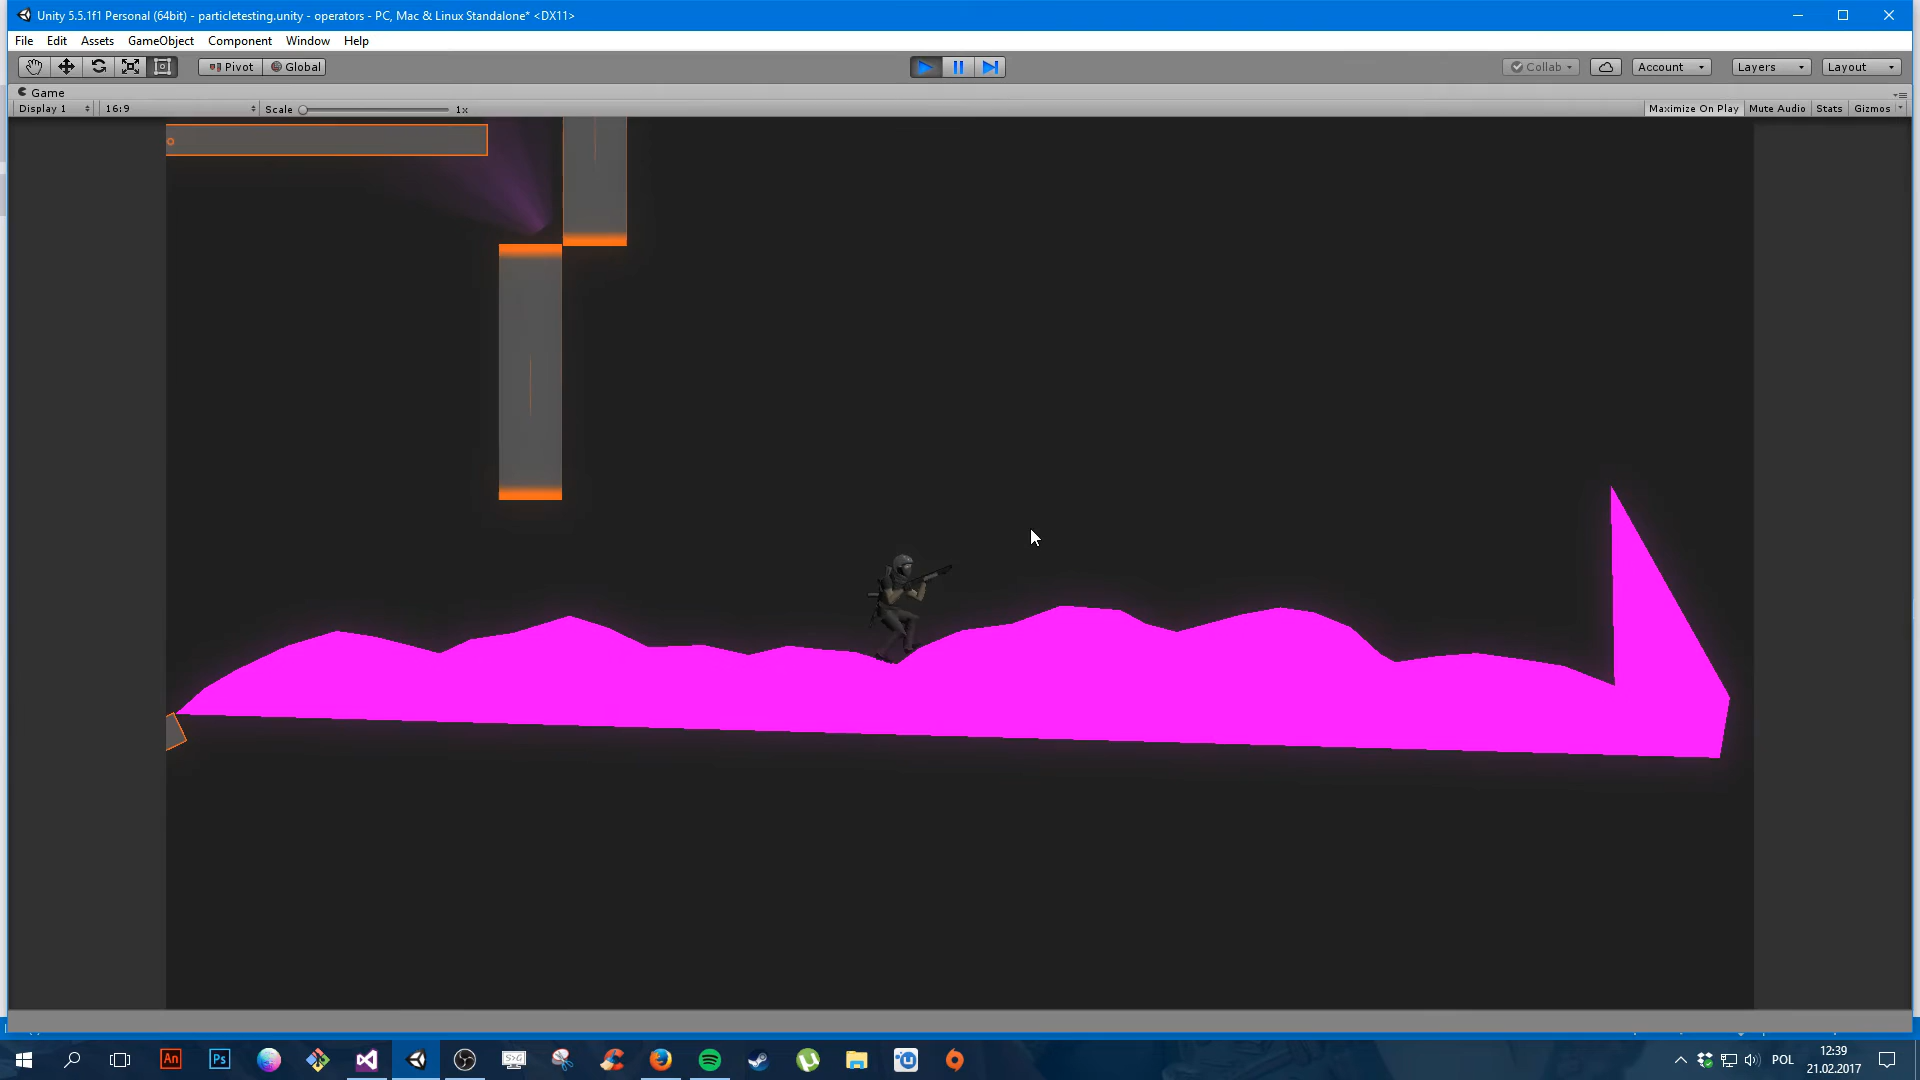 Unity 5.5.1f1 Personal (64bit) - particletesting.unity - operators - PC, Mac & Linux Standalone* <DX11>
File Edit Assets GameObject Component Window Help
Pivot Global Collab Account Layers Layout
Game
Display 1 16:9 Scale 1x Maximize On Play Mute Audio Stats Gizmos
An Ps POL
12:39
21.02.2017